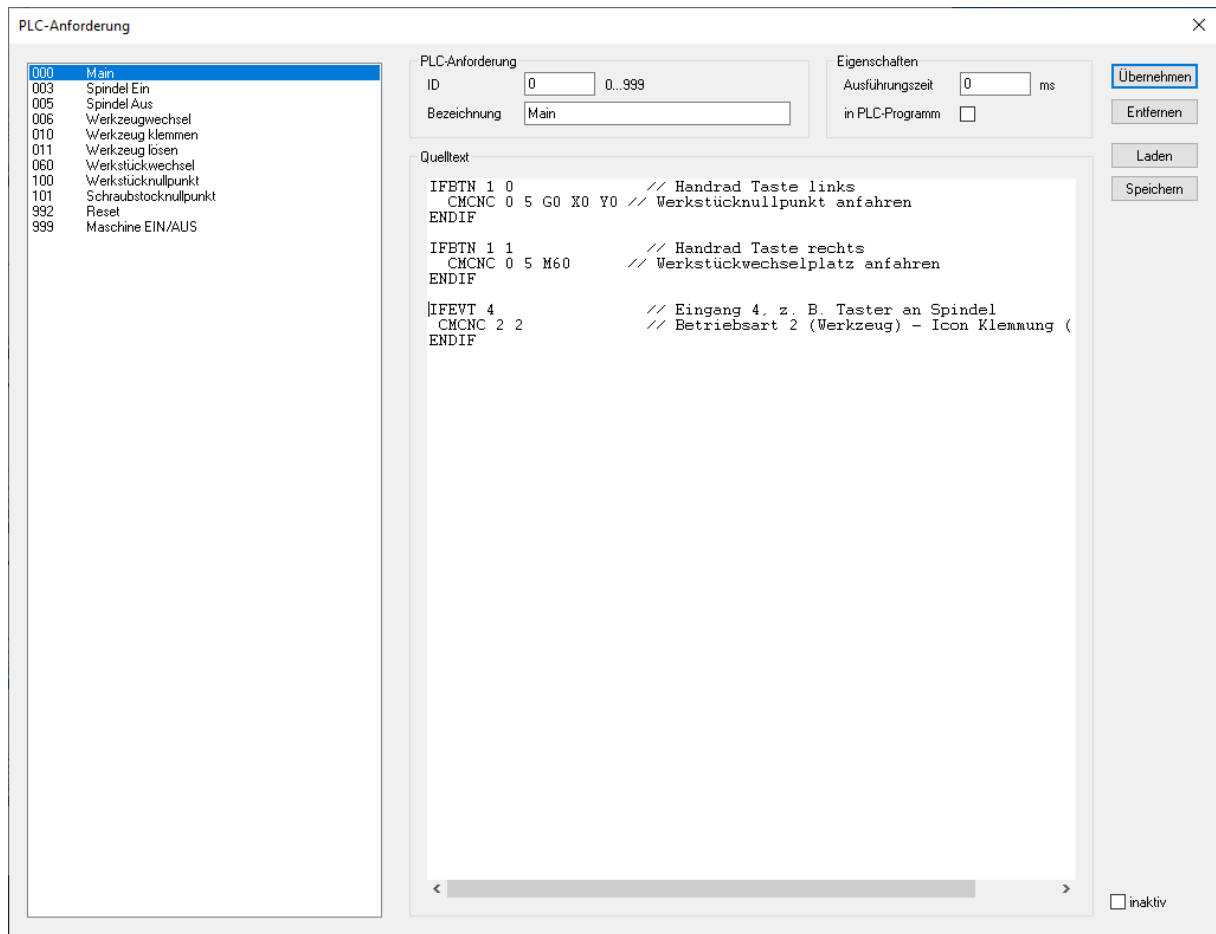 PLC-Anforderung
000 Main
003 Spindel Ein
005 Spindel Aus
006 Werkzeugwechsel
010 Werkzeug klemmen
011 Werkzeug lösen
060 Werkstückwechsel
100 Werkstücknullpunkt
101 Schraubstocknullpunkt
992 Reset
999 Maschine EIN/AUS
PLC-Anforderung
ID 0 0...999
Bezeichnung Main
Eigenschaften
Ausführungszeit 0 ms
in PLC-Programm
Übernehmen
Entfernen
Laden
Speichern
Quelltext
IFBTN 1 0 // Handrad Taste links
CMCNC 0 5 G0 X0 Y0 // Werkstücknullpunkt anfahren
ENDIF
IFBTN 1 1 // Handrad Taste rechts
CMCNC 0 5 M60 // Werkstückwechselplatz anfahren
ENDIF
IFEVT 4 // Eingang 4, z. B. Taster an Spindel
CMCNC 2 2 // Betriebsart 2 (Werkzeug) - Icon Klemmung (
ENDIF
inaktiv